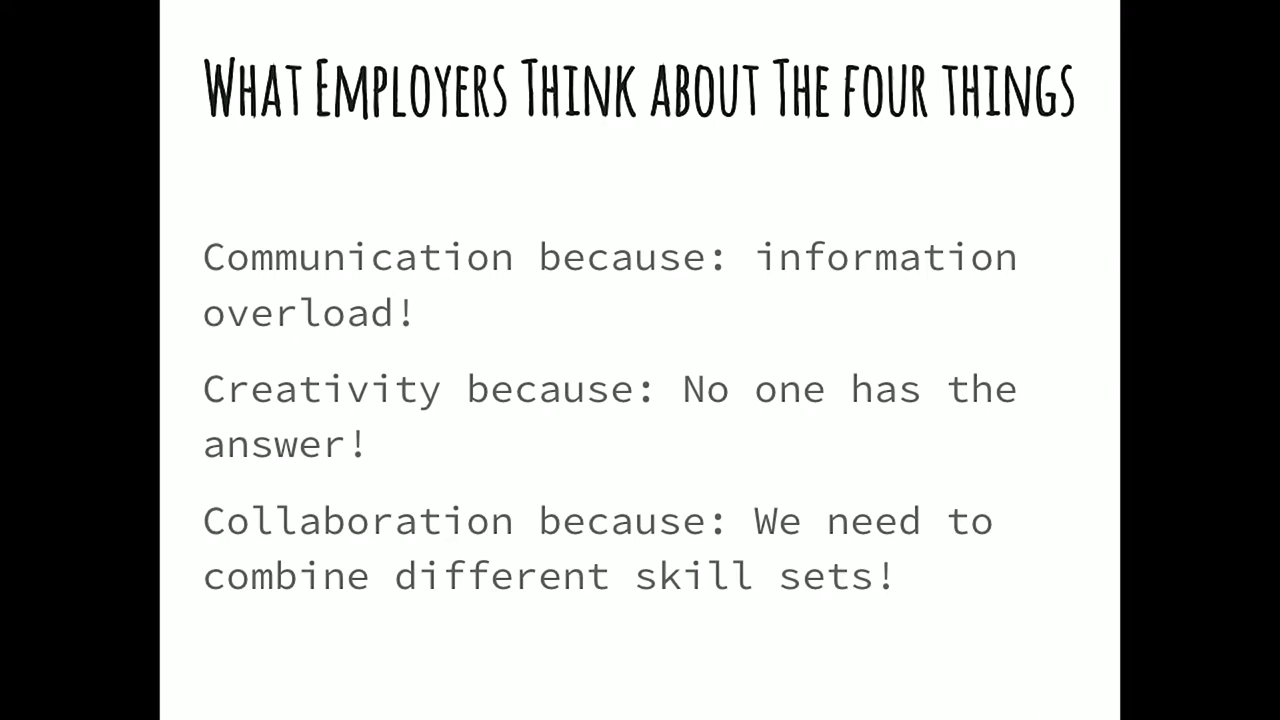 What Employers Think about The four things
Communication because: information
overload!
Creativity because: No one has the
answer!
Collaboration because: We need to
combine different skill sets!